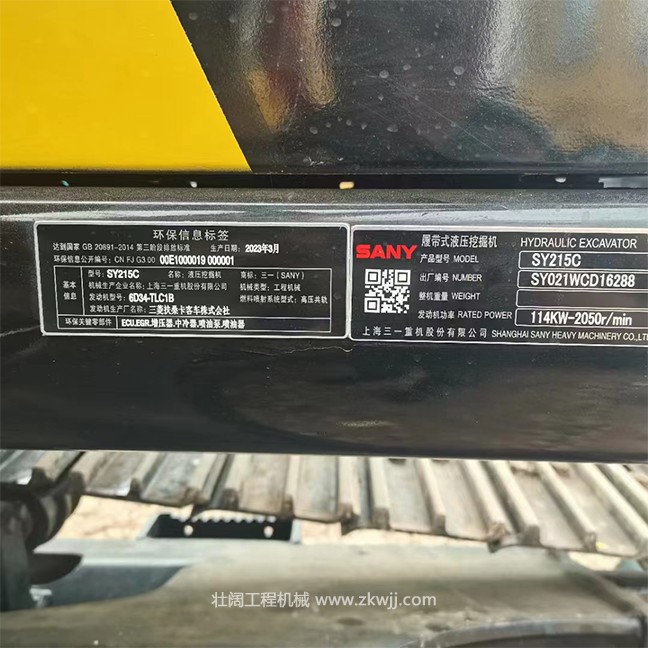 环保信息标签
达到国家 GB 20891-2014 第三阶段排放标准 生产日期: 2023年3月
环保信息公开编号: CN FJ G3 00 00E1000019 000001
型号: SY215C 名称: 液压挖掘机
机械生产企业名称: 上海三一重机股份有限公司 商标: 三一(SANY)
发动机型号: 6D34-TLC1B 机械类型: 工程机械
发动机生产厂名称: 三菱扶桑卡客车株式会社 燃料喷射系统型式: 高压共轨
环保关键零部件 ECU,EGR,增压器,中冷器,喷油泵,喷油器
SANY 履带式液压挖掘机 HYDRAULIC EXCAVATOR
产品型号 MODEL SY215C
出厂编号 NUMBER SY021WCD16288
整机重量 WEIGHT
发动机功率 RATED POWER 114KW-2050r/min
上海三一重机股份有限公司 SHANGHAI SANY HEAVY MACHINERY CO.,LT
壮阔工程机械 www.zkwjj.com